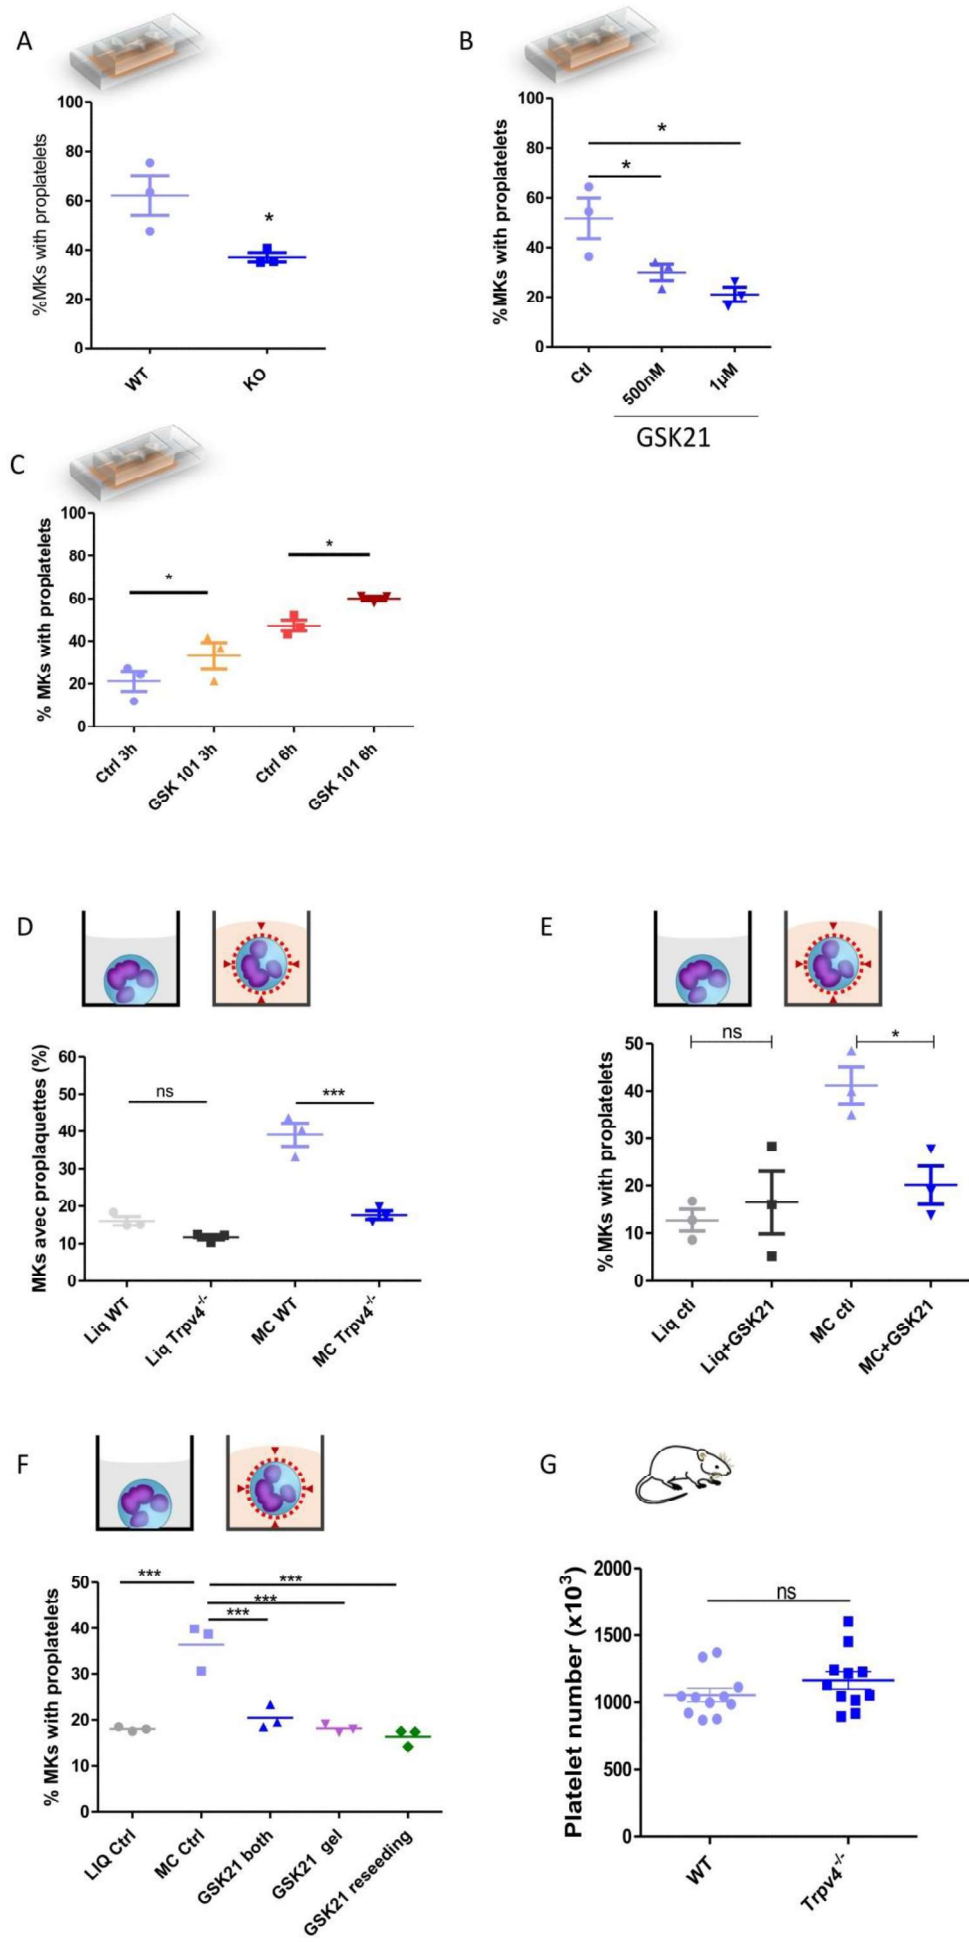 A
%MKs with proplatelets
100
80
60
40
20
0
*
WT
KO
B
%MKs with proplatelets
100
80
60
40
20
0
*
*
Ctl
500nM
1µM
GSK21
C
% MKs with proplatelets
100
80
60
40
20
0
*
*
Ctrl 3h
GSK 101 3h
Ctrl 6h
GSK 101 6h
D
MKs avec proplaquettes (%)
60
50
40
30
20
10
0
ns
***
Liq WT
Liq Trpv4-/-
MC WT
MC Trpv4-/-
E
%MKs with proplatelets
50
40
30
20
10
0
ns
*
Liq ctl
Liq+GSK21
MC ctl
MC+GSK21
F
% MKs with proplatelets
50
40
30
20
10
0
***
***
***
***
LIQ Ctrl
MC Ctrl
GSK21 both
GSK21 gel
GSK21 reseeding
G
Platelet number (x10³)
2000
1500
1000
500
0
ns
WT
Trpv4-/-